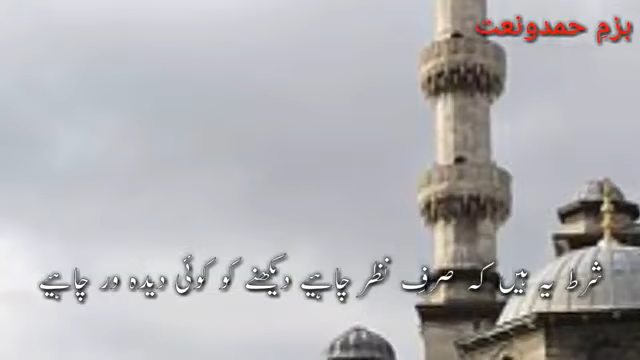 بزمِ حمدونعت
شرط یہ ہیں کہ صرف نظر چاہیے دیکھنے کو کوئی دیدہ ور چاہیے